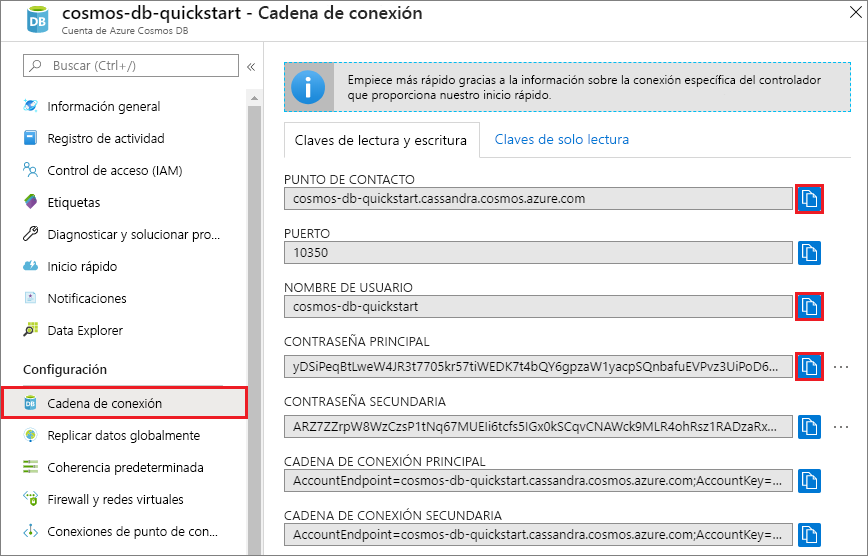 cosmos-db-quickstart - Cadena de conexión
Cuenta de Azure Cosmos DB
Buscar (Ctrl+/)
Información general
Registro de actividad
Control de acceso (IAM)
Etiquetas
Diagnosticar y solucionar pro...
Inicio rápido
Notificaciones
Data Explorer
Configuración
Cadena de conexión
Replicar datos globalmente
Coherencia predeterminada
Firewall y redes virtuales
Conexiones de punto de con...
Empiece más rápido gracias a la información sobre la conexión específica del controlador
que proporciona nuestro inicio rápido.
Claves de lectura y escritura
Claves de solo lectura
PUNTO DE CONTACTO
cosmos-db-quickstart.cassandra.cosmos.azure.com
PUERTO
10350
NOMBRE DE USUARIO
cosmos-db-quickstart
CONTRASEÑA PRINCIPAL
yDSiPeqBtLweW4JR3t7705kr57tiWEDK7t4bQY6gpzaW1yacpSQnbafuEVPvz3UiPoD6...
CONTRASEÑA SECUNDARIA
ARZ7ZZrpW8WzCzsP1tNq67MUEIi6tcfs5IGx0kSCqvCNAWck9MLR4ohRsz1RADzaRx...
CADENA DE CONEXIÓN PRINCIPAL
AccountEndpoint=cosmos-db-quickstart.cassandra.cosmos.azure.com;AccountKey=...
CADENA DE CONEXIÓN SECUNDARIA
AccountEndpoint=cosmos-db-quickstart.cassandra.cosmos.azure.com;AccountKey=...